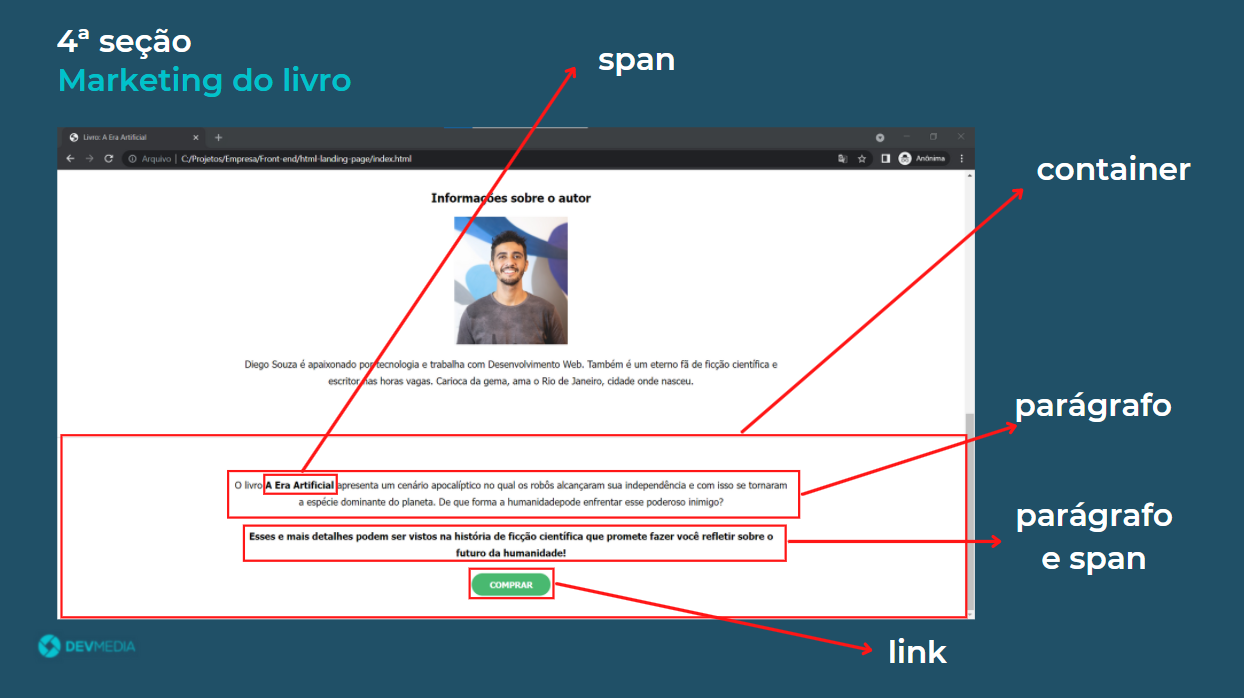 4ª seção
Marketing do livro
span
Livro: A Era Artificial
Arquivo | C:/Projetos/Empresa/Front-end/html-landing-page/index.html
Anônima
container
Informações sobre o autor
Diego Souza é apaixonado por tecnologia e trabalha com Desenvolvimento Web. Também é um eterno fã de ficção científica e
escritor nas horas vagas. Carioca da gema, ama o Rio de Janeiro, cidade onde nasceu.
parágrafo
O livro A Era Artificial apresenta um cenário apocalíptico no qual os robôs alcançaram sua independência e com isso se tornaram
a espécie dominante do planeta. De que forma a humanidadepode enfrentar esse poderoso inimigo?
parágrafo
e span
Esses e mais detalhes podem ser vistos na história de ficção científica que promete fazer você refletir sobre o
futuro da humanidade!
COMPRAR
link
DEVMEDIA